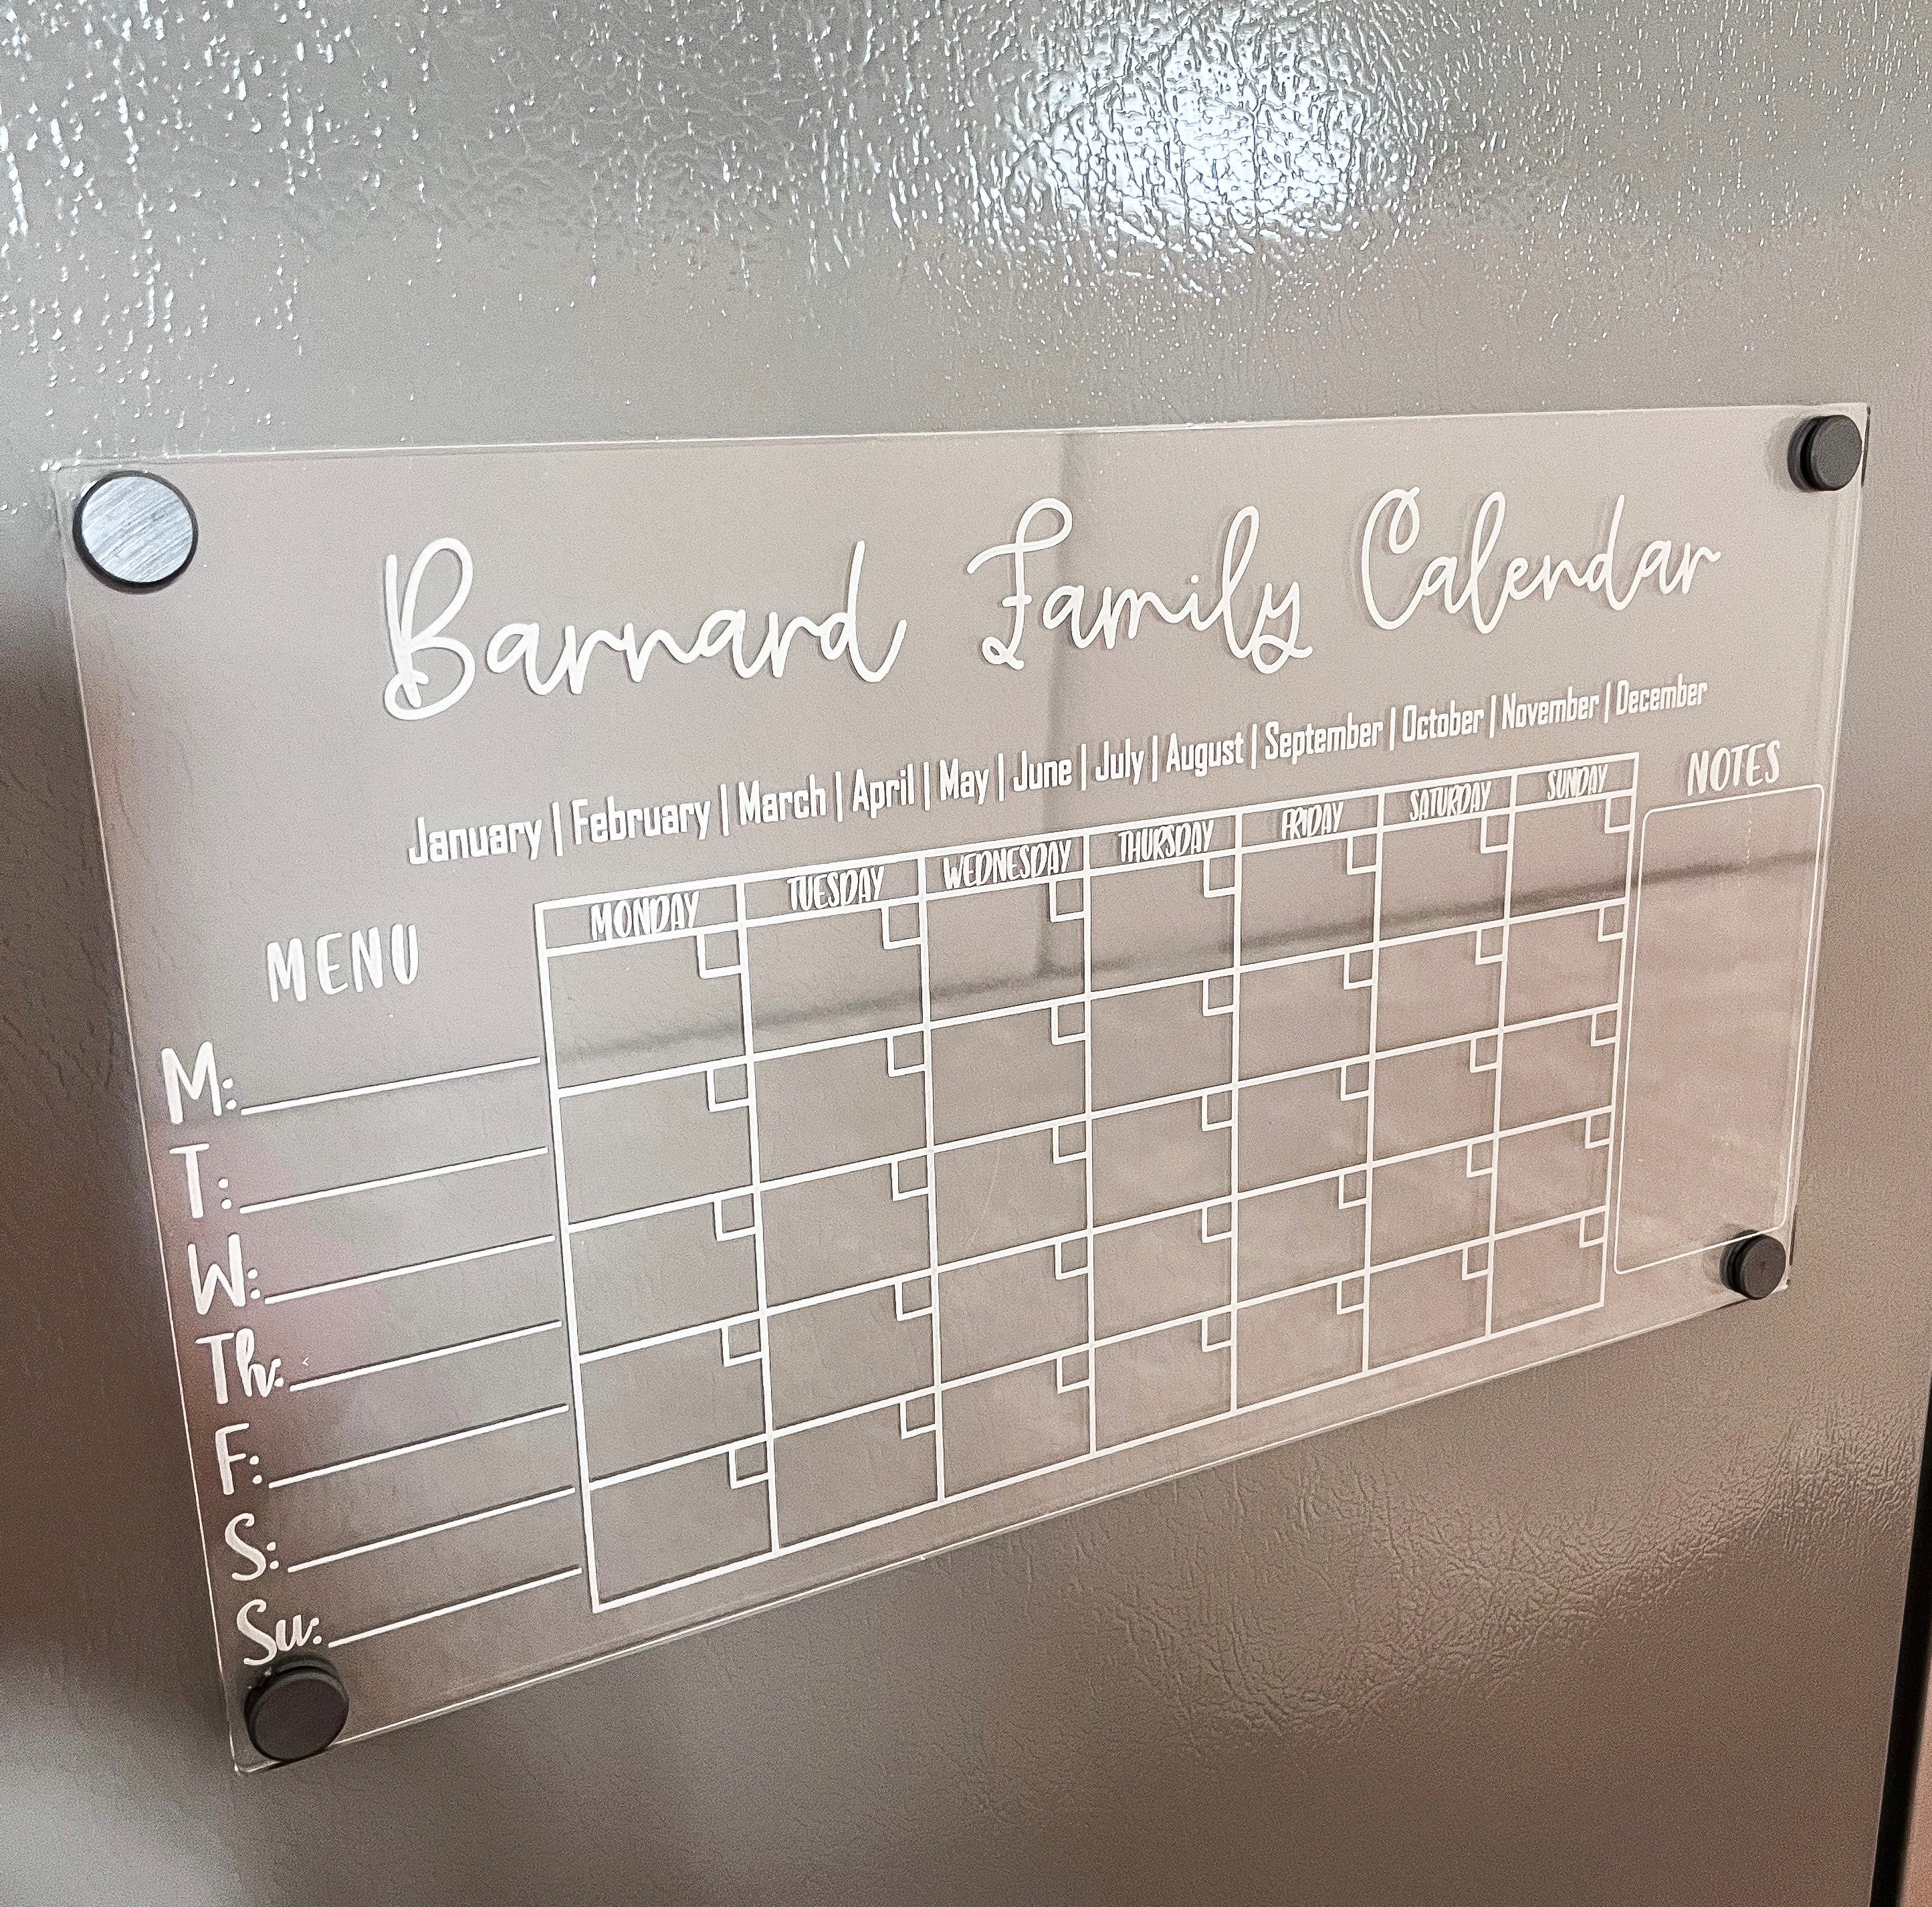 Barnard Family Calendar
January | February | March | April | May | June | July | August | September | October | November | December
MENU
M:
T:
W:
Th:
F:
S:
Su:
MONDAY TUESDAY WEDNESDAY THURSDAY FRIDAY SATURDAY SUNDAY
NOTES